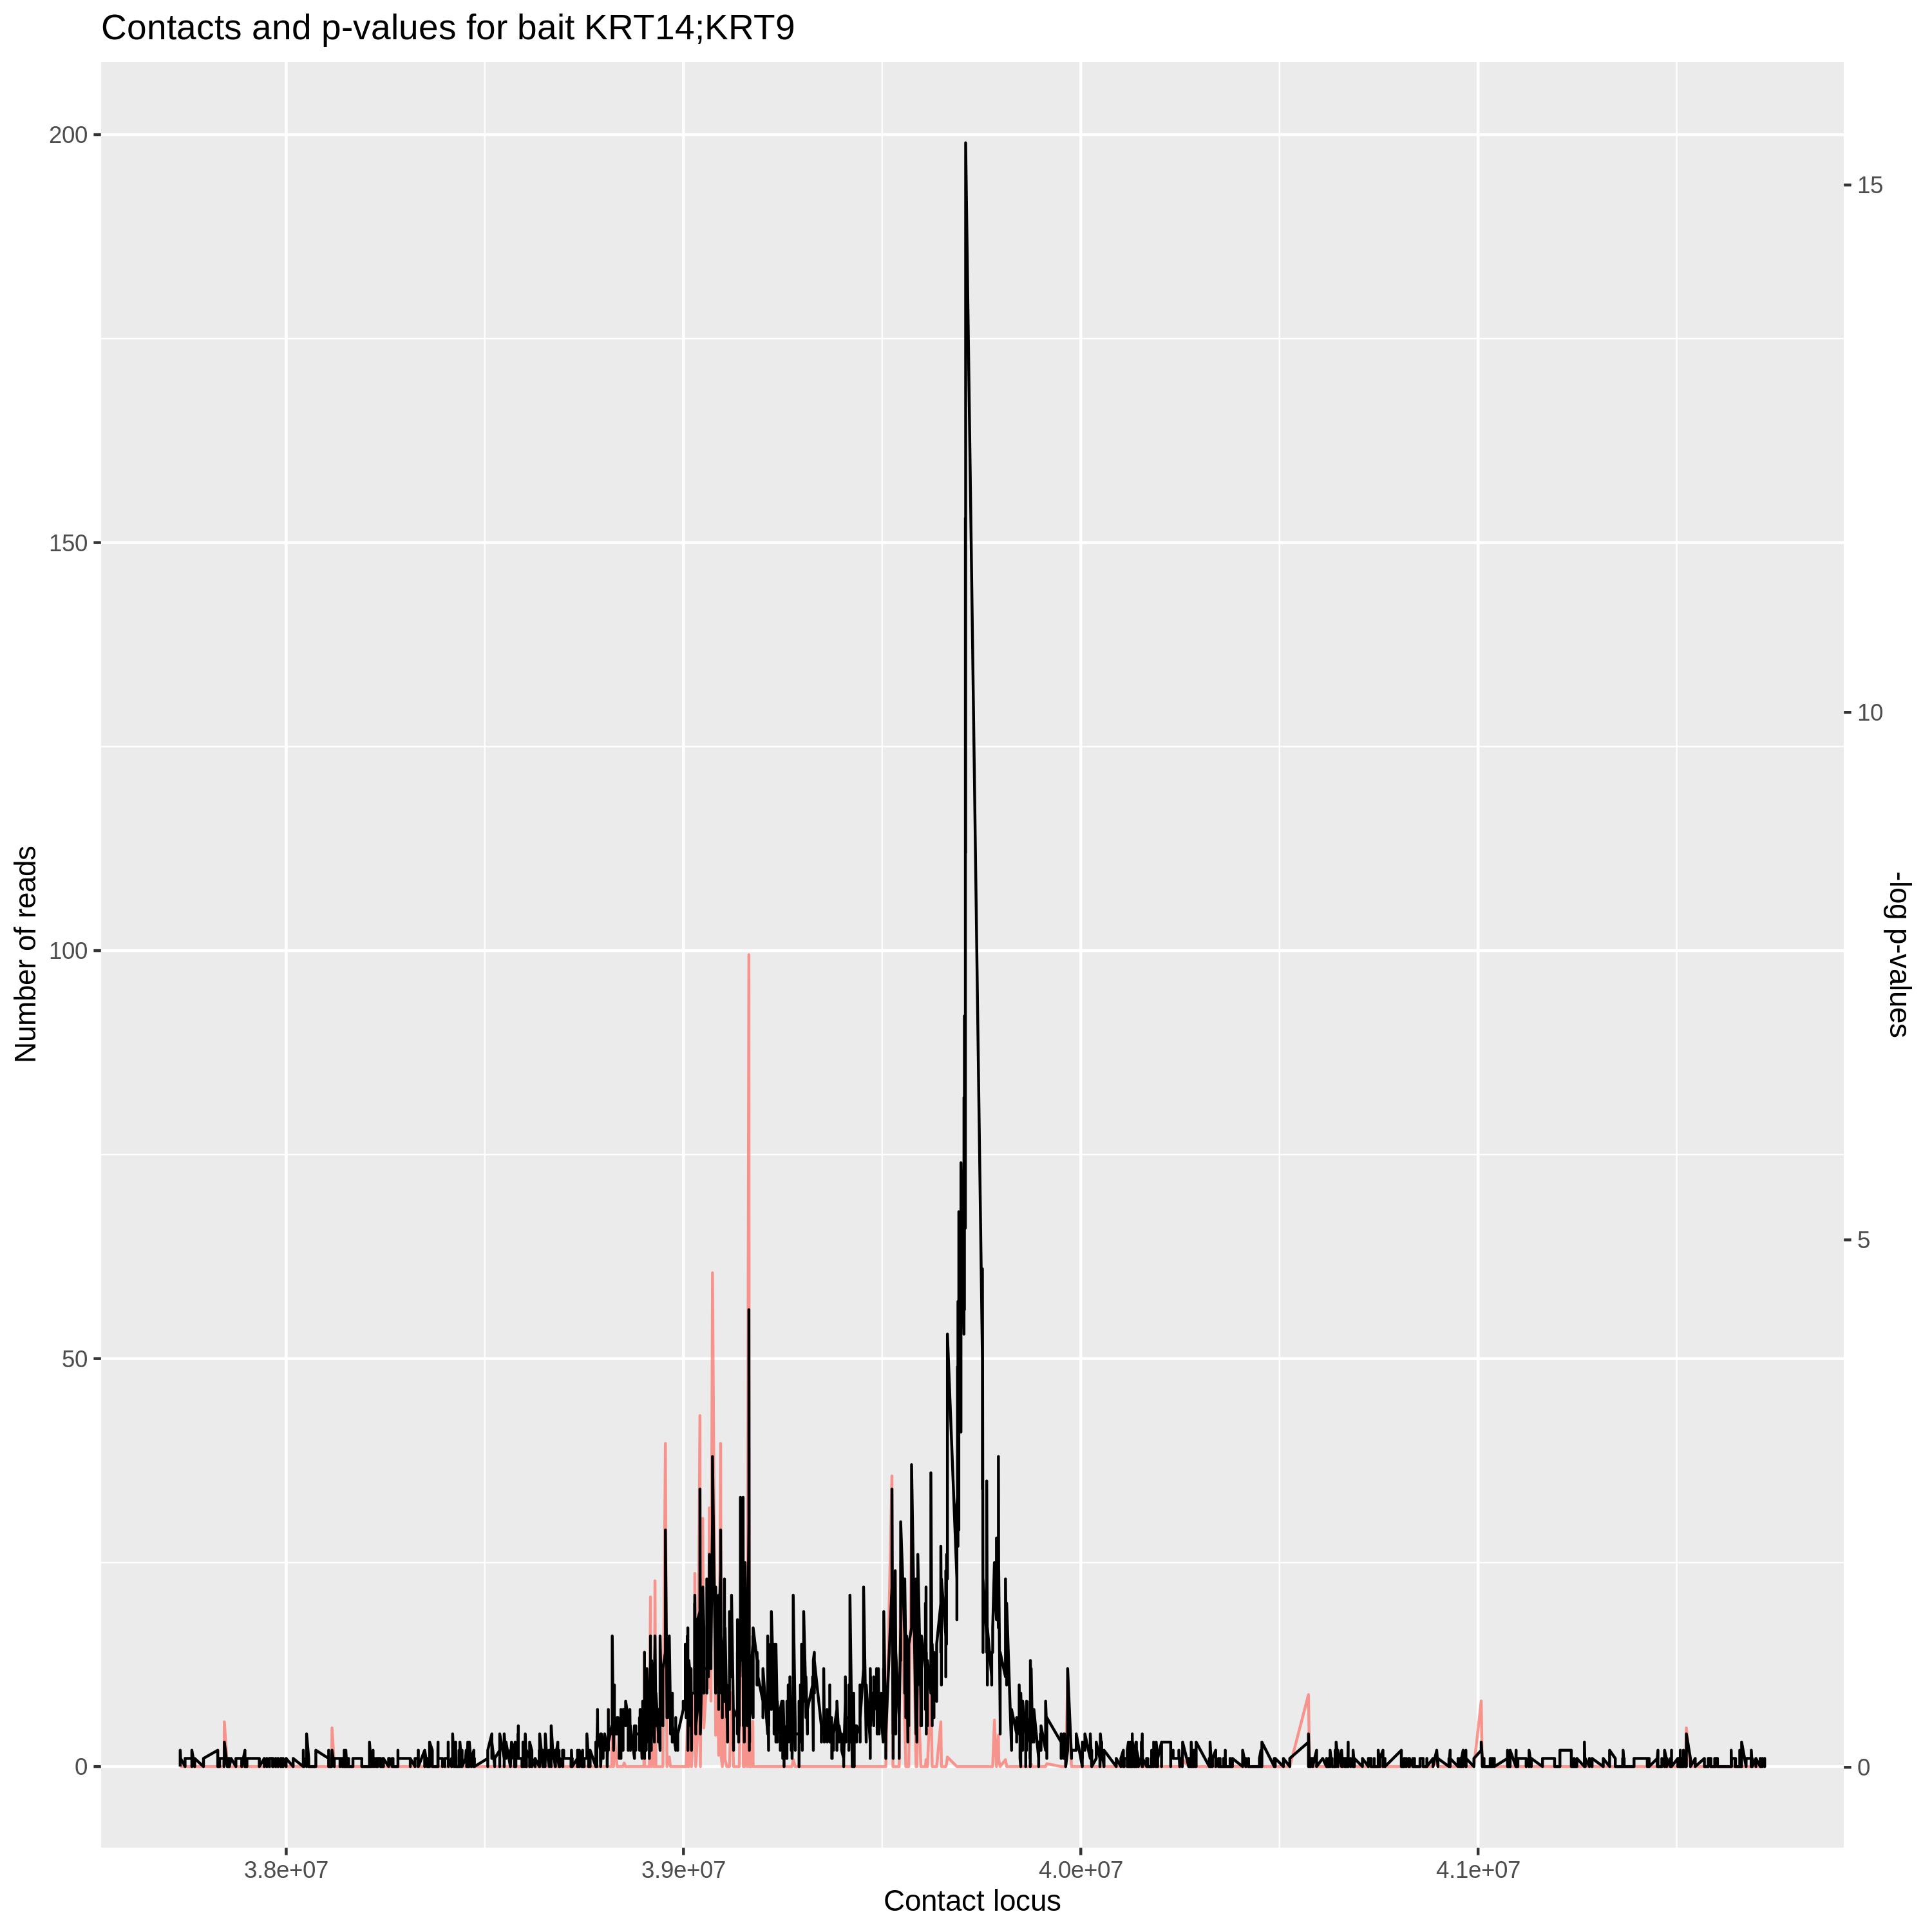 Contacts and p-values for bait KRT14;KRT9
200
150
100
50
0
Number of reads
15
10
5
0
-log p-values
3.8e+07
3.9e+07
4.0e+07
4.1e+07
Contact locus